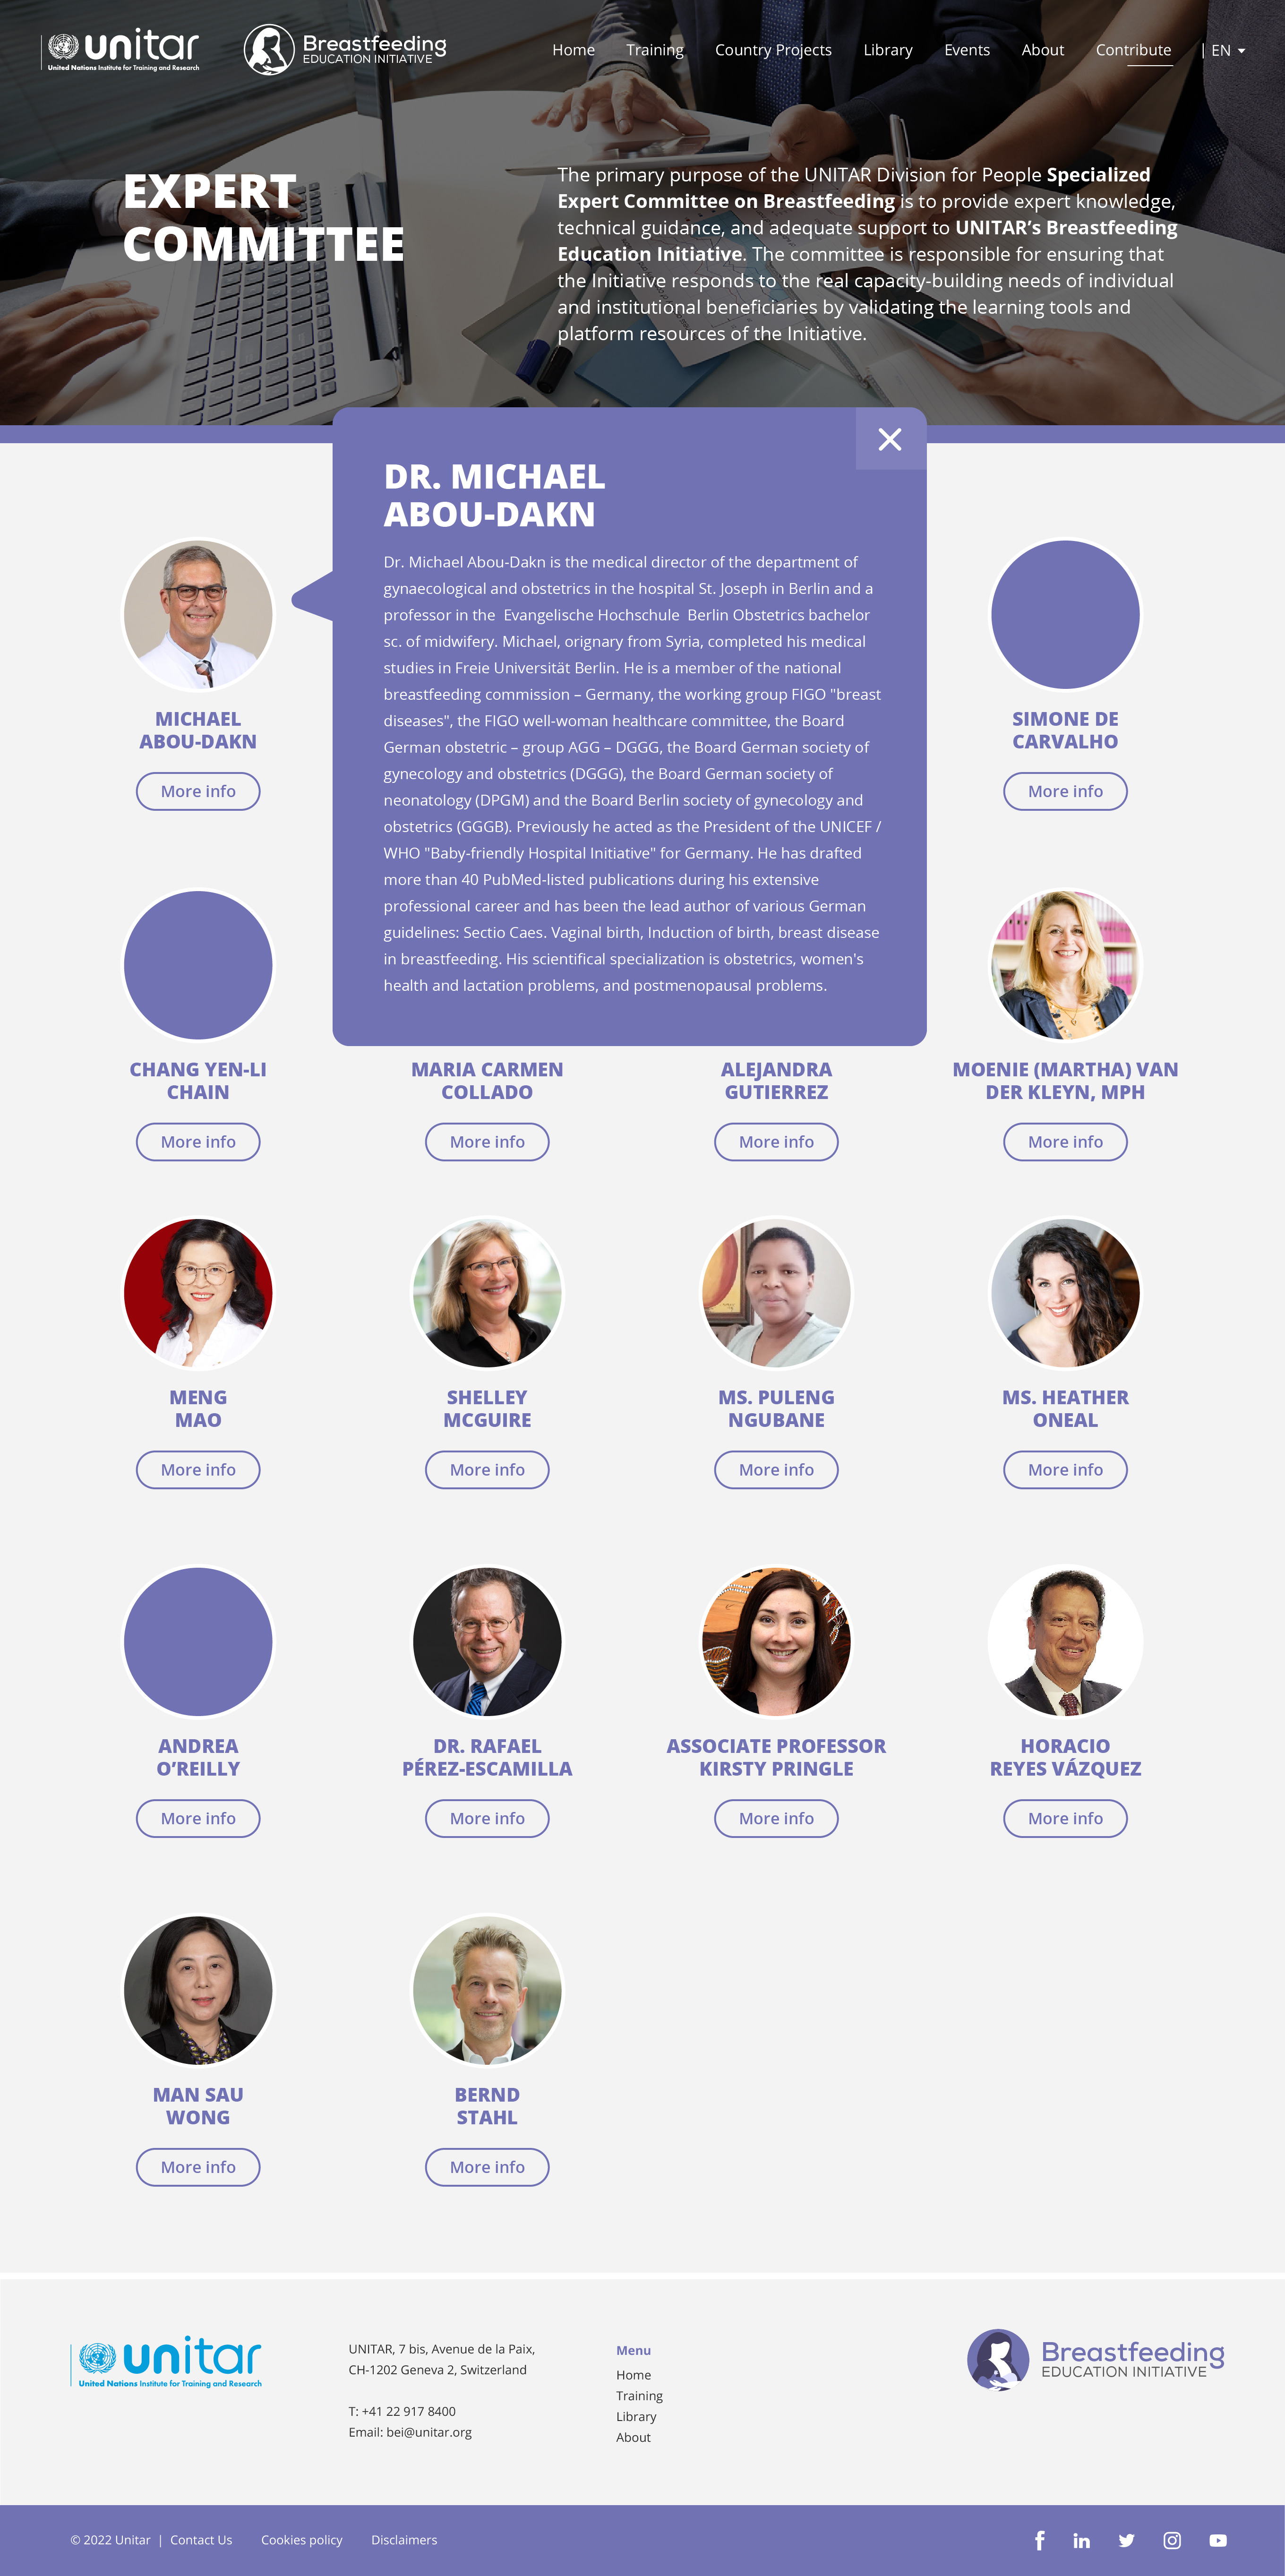 unitar
United Nations Institute for Training and Research
Breastfeeding
EDUCATION INITIATIVE
Home
Training
Country Projects
Library
Events
About
Contribute
| EN
EXPERT
COMMITTEE
The primary purpose of the UNITAR Division for People Specialized
Expert Committee on Breastfeeding is to provide expert knowledge,
technical guidance, and adequate support to UNITAR’s Breastfeeding
Education Initiative. The committee is responsible for ensuring that
the Initiative responds to the real capacity-building needs of individual
and institutional beneficiaries by validating the learning tools and
platform resources of the Initiative.
DR. MICHAEL
ABOU-DAKN
Dr. Michael Abou-Dakn is the medical director of the department of
gynaecological and obstetrics in the hospital St. Joseph in Berlin and a
professor in the Evangelische Hochschule Berlin Obstetrics bachelor
sc. of midwifery. Michael, orignary from Syria, completed his medical
studies in Freie Universität Berlin. He is a member of the national
breastfeeding commission – Germany, the working group FIGO "breast
diseases", the FIGO well-woman healthcare committee, the Board
German obstetric – group AGG – DGGG, the Board German society of
gynecology and obstetrics (DGGG), the Board German society of
neonatology (DPGM) and the Board Berlin society of gynecology and
obstetrics (GGGB). Previously he acted as the President of the UNICEF /
WHO "Baby-friendly Hospital Initiative" for Germany. He has drafted
more than 40 PubMed-listed publications during his extensive
professional career and has been the lead author of various German
guidelines: Sectio Caes. Vaginal birth, Induction of birth, breast disease
in breastfeeding. His scientifical specialization is obstetrics, women's
health and lactation problems, and postmenopausal problems.
MICHAEL
ABOU-DAKN
More info
SIMONE DE
CARVALHO
More info
CHANG YEN-LI
CHAIN
More info
MARIA CARMEN
COLLADO
More info
ALEJANDRA
GUTIERREZ
More info
MOENIE (MARTHA) VAN
DER KLEYN, MPH
More info
MENG
MAO
More info
SHELLEY
MCGUIRE
More info
MS. PULENG
NGUBANE
More info
MS. HEATHER
ONEAL
More info
ANDREA
O’REILLY
More info
DR. RAFAEL
PÉREZ-ESCAMILLA
More info
ASSOCIATE PROFESSOR
KIRSTY PRINGLE
More info
HORACIO
REYES VÁZQUEZ
More info
MAN SAU
WONG
More info
BERND
STAHL
More info
unitar
United Nations Institute for Training and Research
UNITAR, 7 bis, Avenue de la Paix,
CH-1202 Geneva 2, Switzerland
T: +41 22 917 8400
Email: bei@unitar.org
Menu
Home
Training
Library
About
Breastfeeding
EDUCATION INITIATIVE
© 2022 Unitar | Contact Us
Cookies policy
Disclaimers